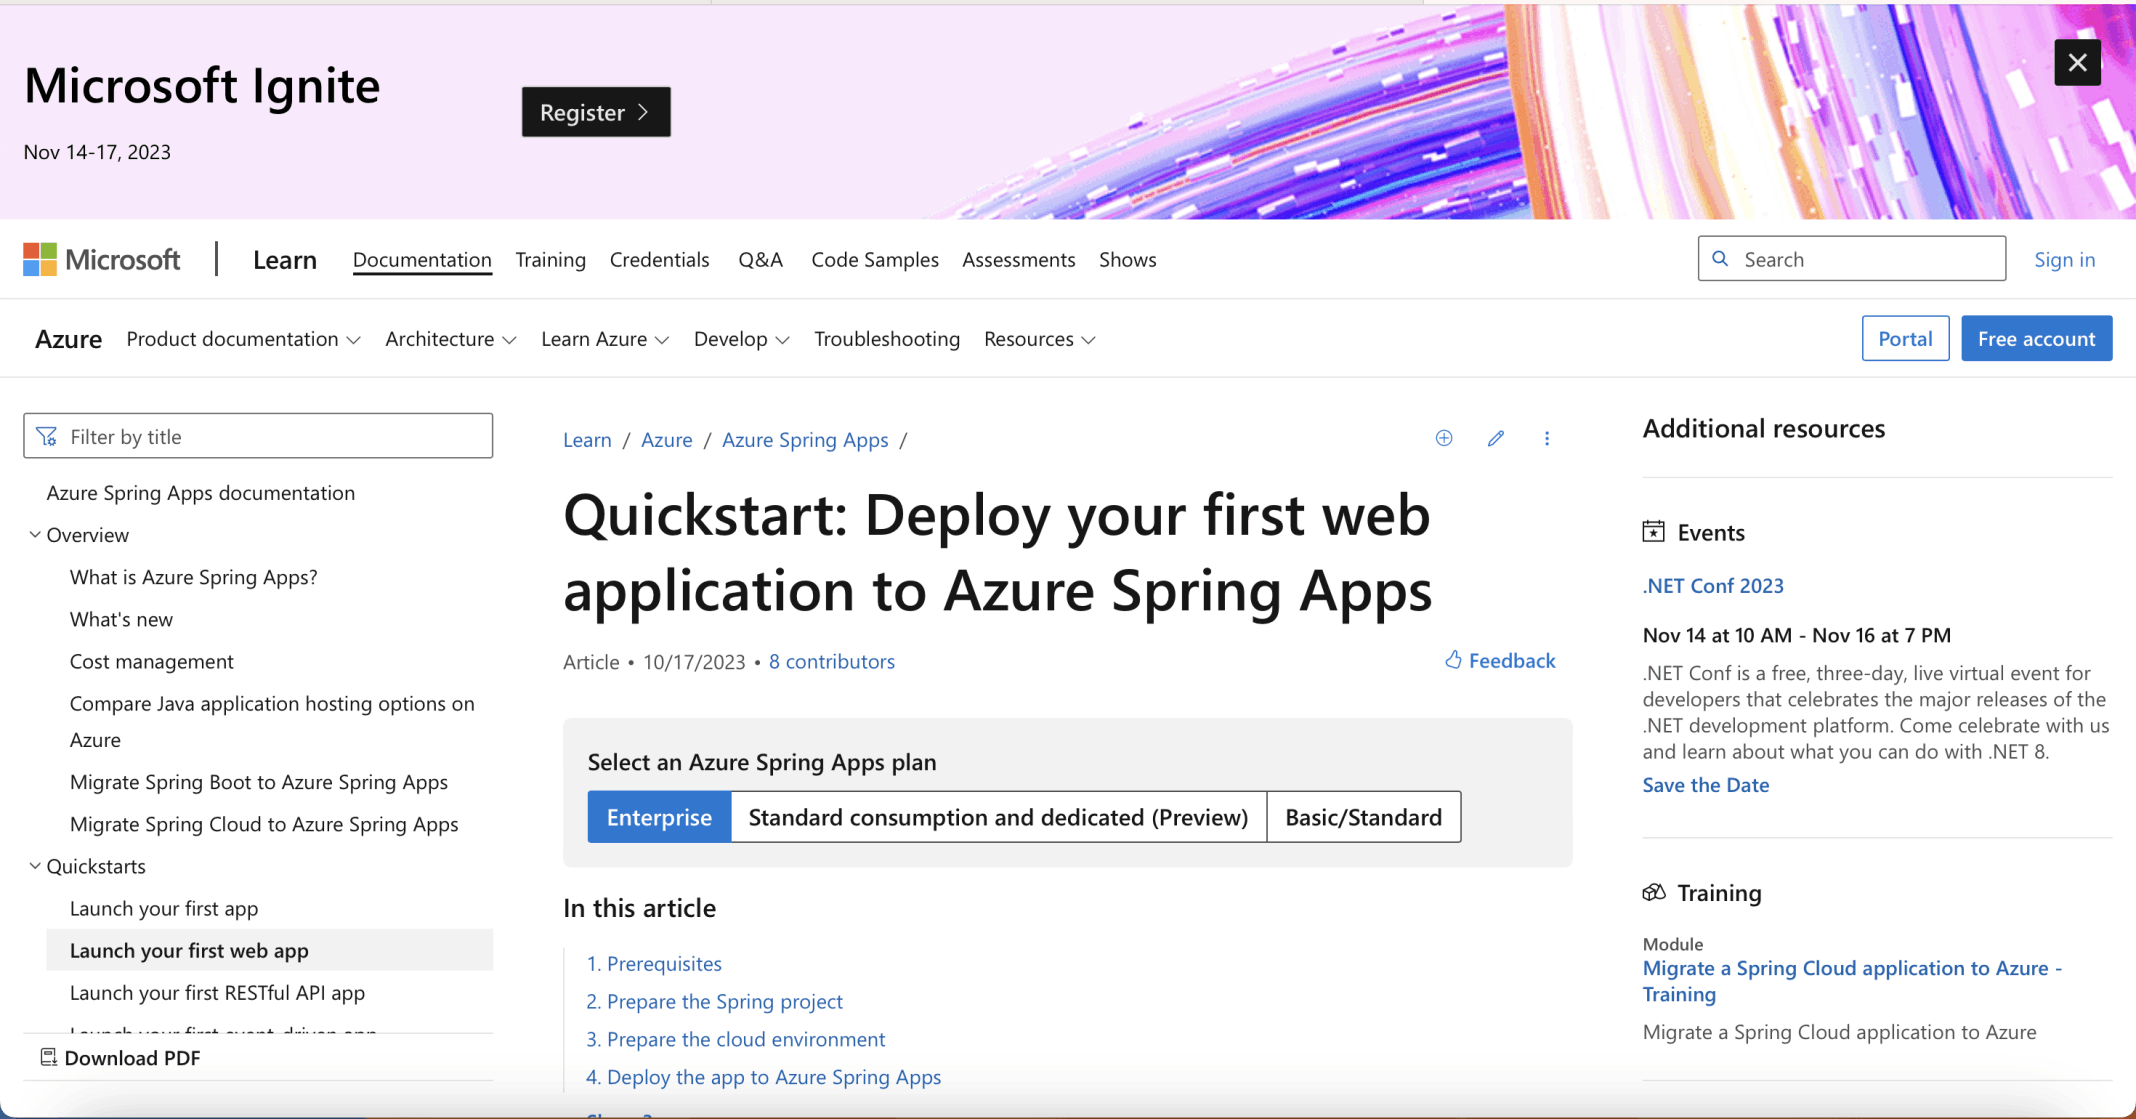 Microsoft Ignite
Register
Nov 14-17, 2023
Microsoft
Learn
Documentation
Training
Credentials
Q&A
Code Samples
Assessments
Shows
Search
Sign in
Azure
Product documentation
Architecture
Learn Azure
Develop
Troubleshooting
Resources
Portal
Free account
Filter by title
Azure Spring Apps documentation
Overview
What is Azure Spring Apps?
What's new
Cost management
Compare Java application hosting options on
Azure
Migrate Spring Boot to Azure Spring Apps
Migrate Spring Cloud to Azure Spring Apps
Quickstarts
Launch your first app
Launch your first web app
Launch your first RESTful API app
Launch your first event-driven app
Download PDF
Learn / Azure / Azure Spring Apps /
Quickstart: Deploy your first web
application to Azure Spring Apps
Article • 10/17/2023 • 8 contributors
Feedback
Select an Azure Spring Apps plan
Enterprise
Standard consumption and dedicated (Preview)
Basic/Standard
In this article
1. Prerequisites
2. Prepare the Spring project
3. Prepare the cloud environment
4. Deploy the app to Azure Spring Apps
Additional resources
Events
.NET Conf 2023
Nov 14 at 10 AM - Nov 16 at 7 PM
.NET Conf is a free, three-day, live virtual event for
developers that celebrates the major releases of the
.NET development platform. Come celebrate with us
and learn about what you can do with .NET 8.
Save the Date
Training
Module
Migrate a Spring Cloud application to Azure -
Training
Migrate a Spring Cloud application to Azure